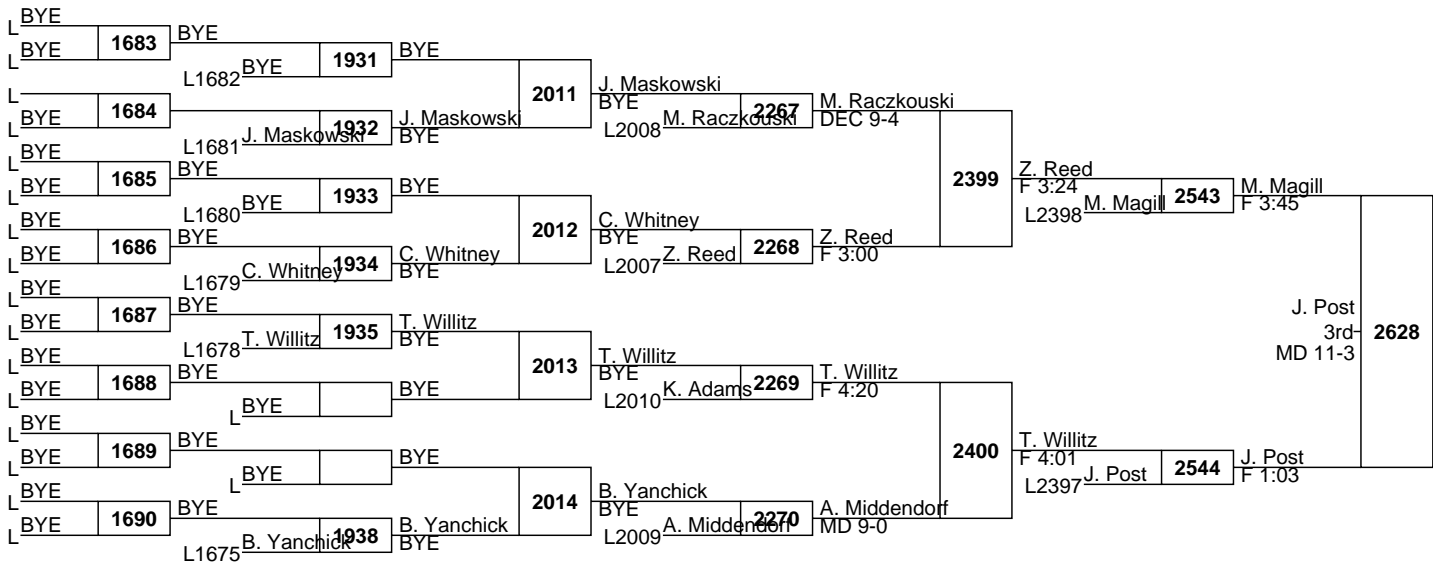 BYE
L
BYE
L
1683
BYE
L1682
BYE
1931
BYE
L
BYE
L
1684
L1681
J. Maskowski
1932
J. Maskowski
BYE
2011
J. Maskowski
BYE
L2008
M. Raczkouski
2267
M. Raczkouski
DEC 9-4
BYE
L
BYE
L
1685
BYE
L1680
BYE
1933
BYE
BYE
L
BYE
L
1686
BYE
L1679
C. Whitney
1934
C. Whitney
BYE
2012
C. Whitney
BYE
L2007
Z. Reed
2268
Z. Reed
F 3:00
2399
Z. Reed
F 3:24
L2398
M. Magill
2543
M. Magill
F 3:45
BYE
L
BYE
L
1687
BYE
L1678
T. Willitz
1935
T. Willitz
BYE
BYE
L
BYE
L
1688
BYE
L
BYE
BYE
2013
T. Willitz
BYE
L2010
K. Adams
2269
T. Willitz
F 4:20
BYE
L
BYE
L
1689
BYE
L
BYE
BYE
BYE
L
BYE
L
1690
BYE
L1675
B. Yanchick
1938
B. Yanchick
BYE
2014
B. Yanchick
BYE
L2009
A. Middendorf
2270
A. Middendorf
MD 9-0
2400
T. Willitz
F 4:01
L2397
J. Post
2544
J. Post
F 1:03
J. Post
3rd
MD 11-3
2628